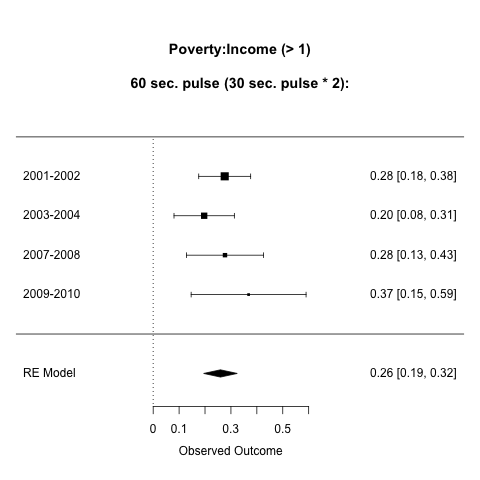 Poverty:Income (> 1)
60 sec. pulse (30 sec. pulse * 2):
2001-2002 0.28 [0.18, 0.38]
2003-2004 0.20 [0.08, 0.31]
2007-2008 0.28 [0.13, 0.43]
2009-2010 0.37 [0.15, 0.59]
RE Model 0.26 [0.19, 0.32]
0 0.1 0.3 0.5
Observed Outcome